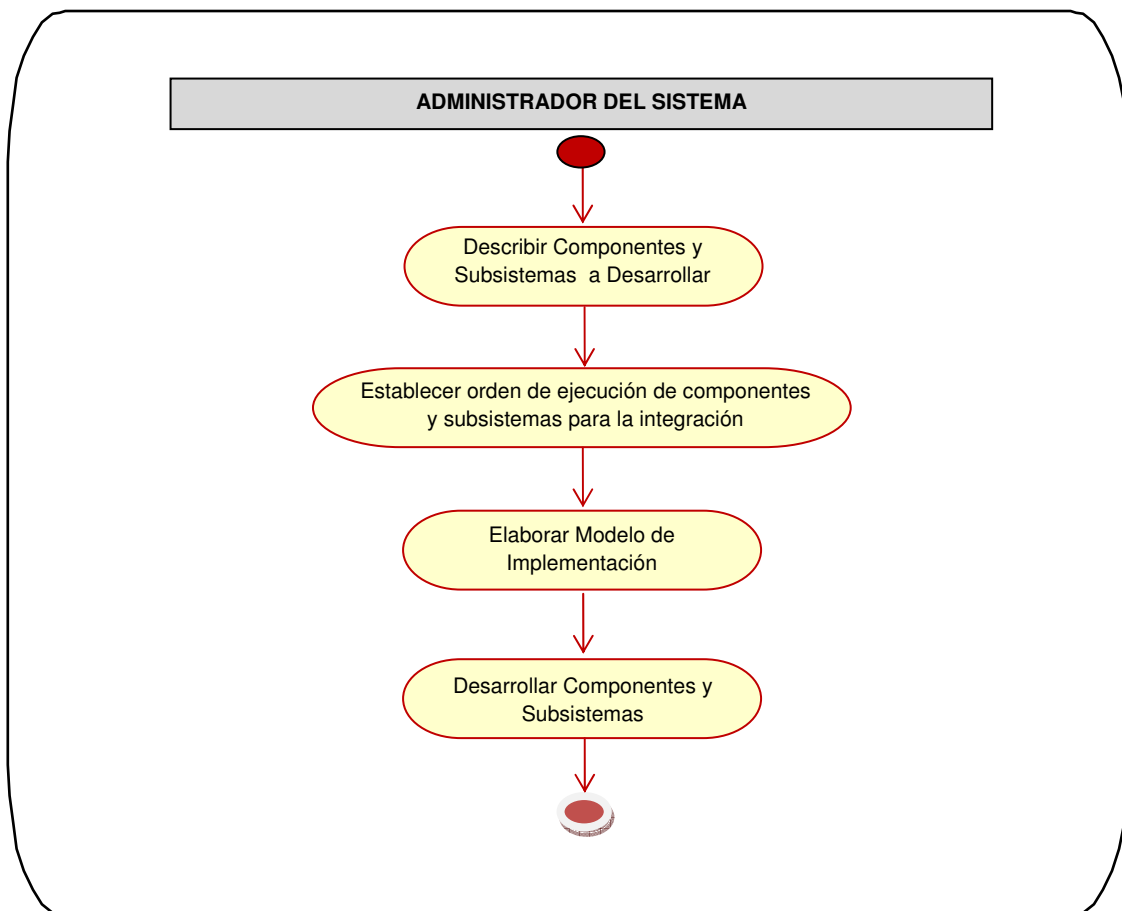 ADMINISTRADOR DEL SISTEMA
Describir Componentes y
Subsistemas a Desarrollar
Establecer orden de ejecución de componentes
y subsistemas para la integración
Elaborar Modelo de
Implementación
Desarrollar Componentes y
Subsistemas